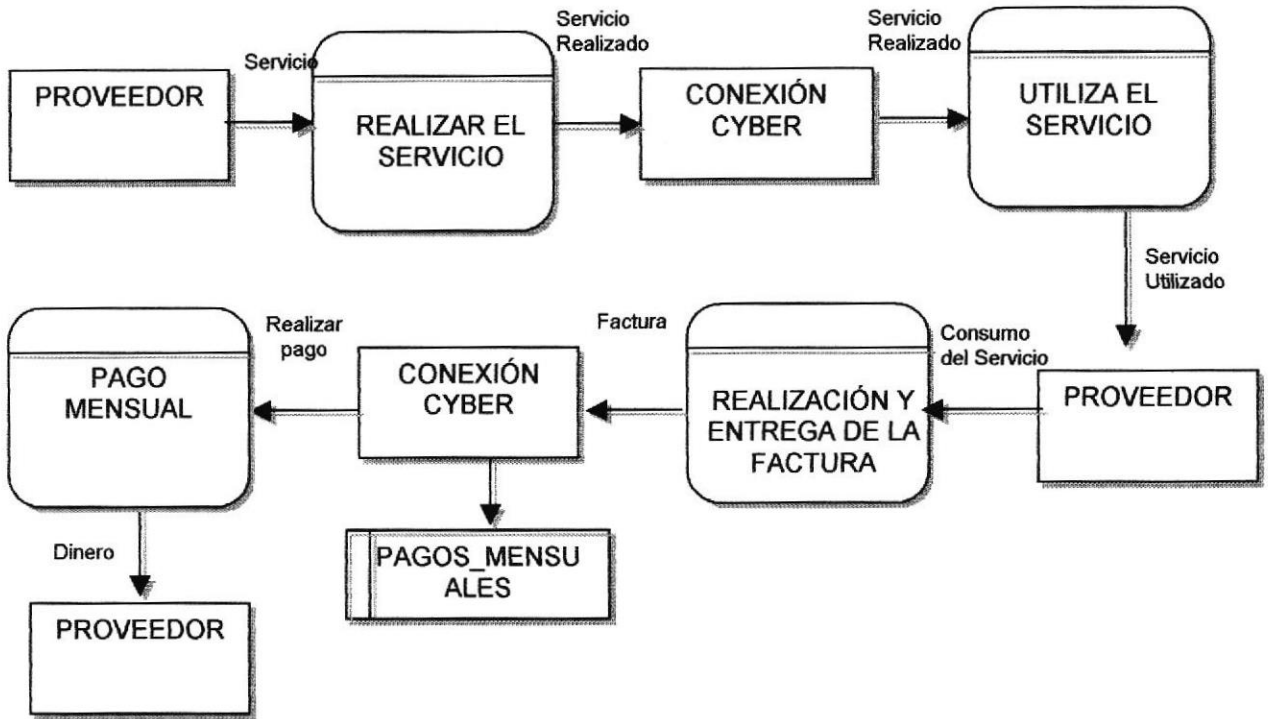 PROVEEDOR
Servicio
REALIZAR EL
SERVICIO
Servicio
Realizado
CONEXIÓN
CYBER
Servicio
Realizado
UTILIZA EL
SERVICIO
Servicio
Utilizado
PROVEEDOR
Consumo
del Servicio
REALIZACIÓN Y
ENTREGA DE LA
FACTURA
Factura
CONEXIÓN
CYBER
PAGOS_MENSU
ALES
Realizar
pago
PAGO
MENSUAL
Dinero
PROVEEDOR